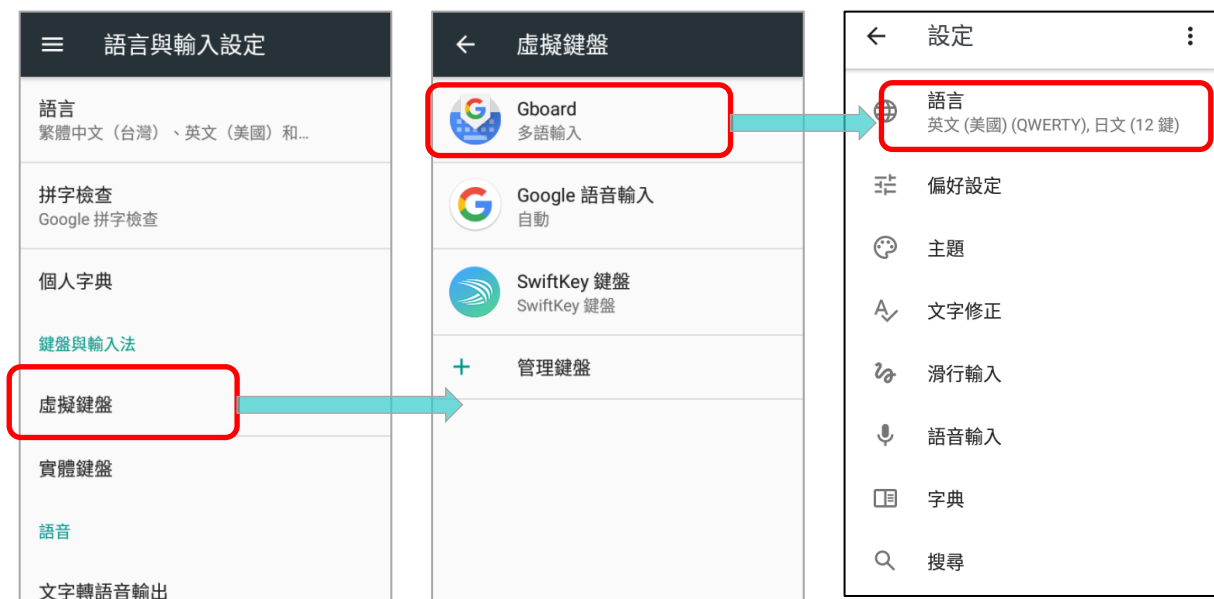 語言與輸入設定
語言
繁體中文（台灣）、英文（美國）和...
拼字檢查
Google 拼字檢查
個人字典
鍵盤與輸入法
虛擬鍵盤
實體鍵盤
語音
文字轉語音輸出
虛擬鍵盤
Gboard
多語輸入
Google 語音輸入
自動
SwiftKey 鍵盤
SwiftKey 鍵盤
管理鍵盤
設定
語言
英文 (美國) (QWERTY), 日文 (12 鍵)
偏好設定
主題
文字修正
滑行輸入
語音輸入
字典
搜尋